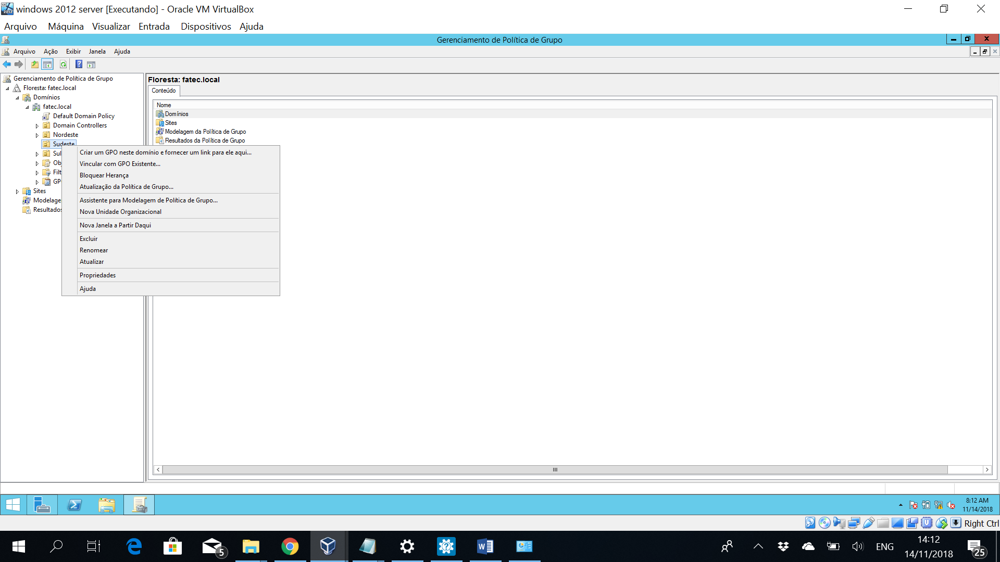 windows 2012 server [Executando] - Oracle VM VirtualBox
Arquivo Máquina Visualizar Entrada Dispositivos Ajuda
Gerenciamento de Política de Grupo
Arquivo Ação Exibir Janela Ajuda
Gerenciamento de Política de Grupo
Floresta: fatec.local
Domínios
fatec.local
Default Domain Policy
Domain Controllers
Nordeste
Sudeste
Sul
Ob
Filt
GP
Sites
Modelage
Resultados
Floresta: fatec.local
Conteúdo
Nome
Domínios
Sites
Modelagem da Política de Grupo
Resultados da Política de Grupo
Criar um GPO neste domínio e fornecer um link para ele aqui...
Vincular com GPO Existente...
Bloquear Herança
Atualização da Política de Grupo...
Assistente para Modelagem de Política de Grupo...
Nova Unidade Organizacional
Nova Janela a Partir Daqui
Excluir
Renomear
Atualizar
Propriedades
Ajuda
8:12 AM
11/14/2018
Right Ctrl
5
ENG
14:12
14/11/2018
25